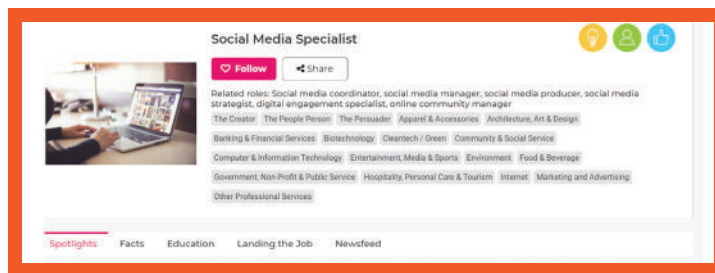 Social Media Specialist
Follow
Share
Related roles: Social media coordinator, social media manager, social media producer, social media
strategist, digital engagement specialist, online community manager
The Creator The People Person The Persuader Apparel & Accessories Architecture, Art & Design
Banking & Financial Services Biotechnology Cleantech / Green Community & Social Service
Computer & Information Technology Entertainment, Media & Sports Environment Food & Beverage
Government, Non-Profit & Public Service Hospitality, Personal Care & Tourism Internet Marketing and Advertising
Other Professional Services
Spotlights Facts Education Landing the Job Newsfeed